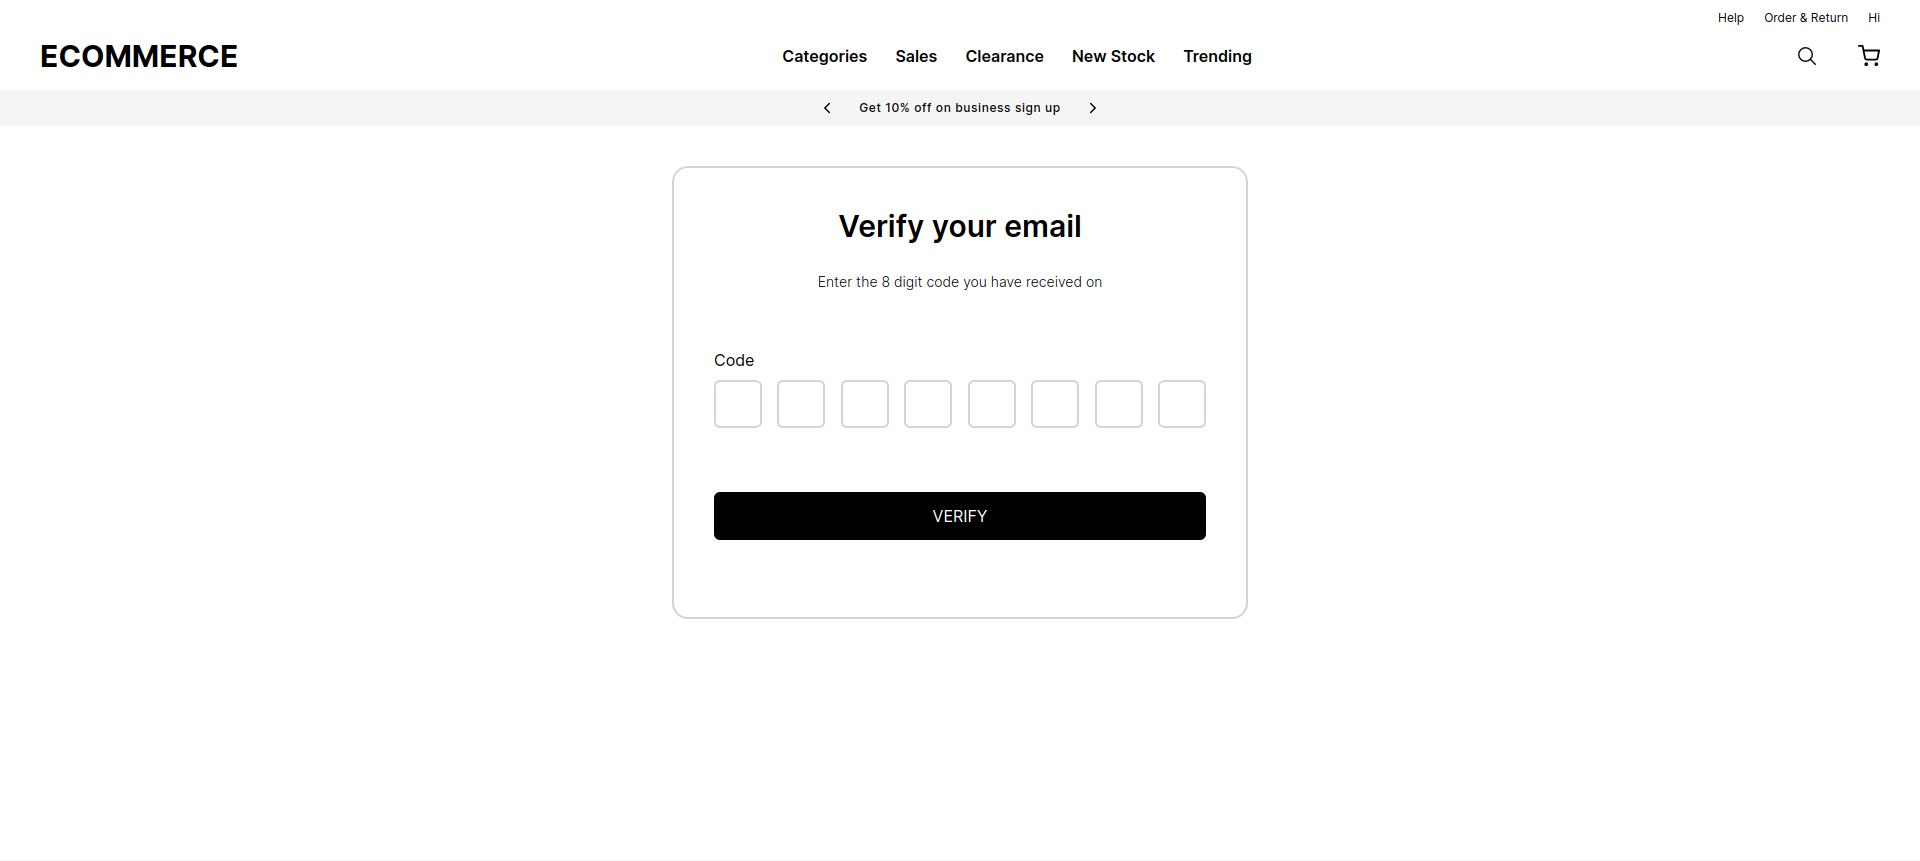 Help Order & Return Hi
ECOMMERCE Categories Sales Clearance New Stock Trending
Get 10% off on business sign up
Verify your email
Enter the 8 digit code you have received on
Code
VERIFY